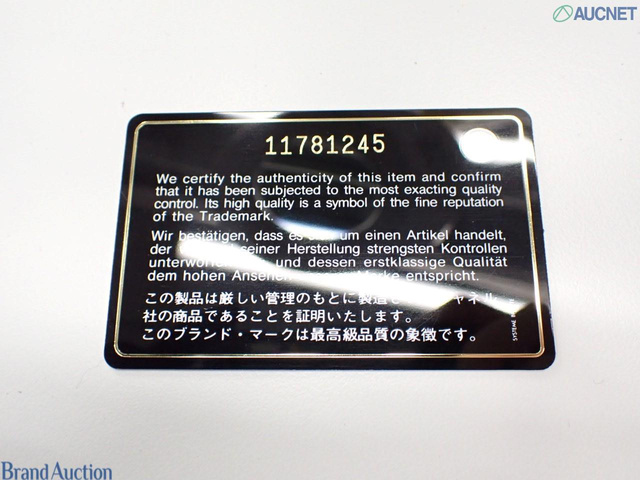 AUCNET
11781245
We certify the authenticity of this item and confirm
that it has been subjected to the most exacting quality
control. Its high quality is a symbol of the fine reputation
of the Trademark.
Wir bestätigen, dass es um einen Artikel handelt,
der seiner Herstellung strengsten Kontrollen
und dessen erstklassige Qualität
dem hohen entspricht.
この製品は厳しい管理のもとに製造
社の商品であることを証明いたします。
このブランド・マークは最高級品質の象徴です。
SYSTEME
Brand Auction